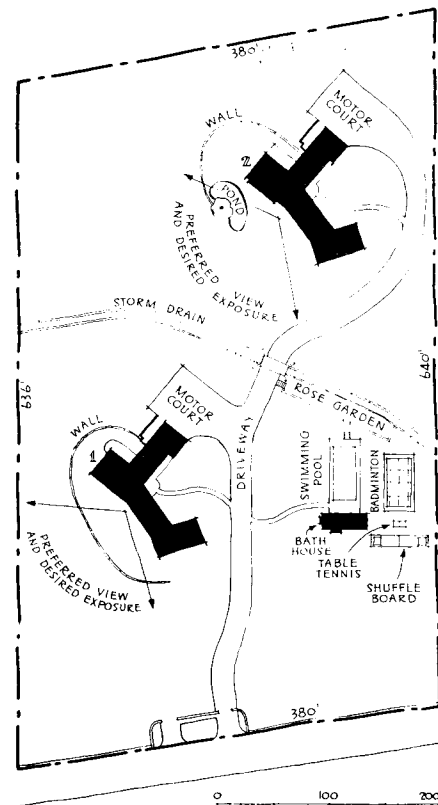 380'
MOTOR
COURT
WALL
2
POND
PREFERRED VIEW
AND DESIRED EXPOSURE
STORM DRAIN
640'
636'
ROSE GARDEN
MOTOR
COURT
WALL
1
DRIVEWAY
SWIMMING
POOL
BADMINTON
PREFERRED VIEW
AND DESIRED EXPOSURE
BATH
HOUSE
TABLE
TENNIS
SHUFFLE
BOARD
380'
0 100 200